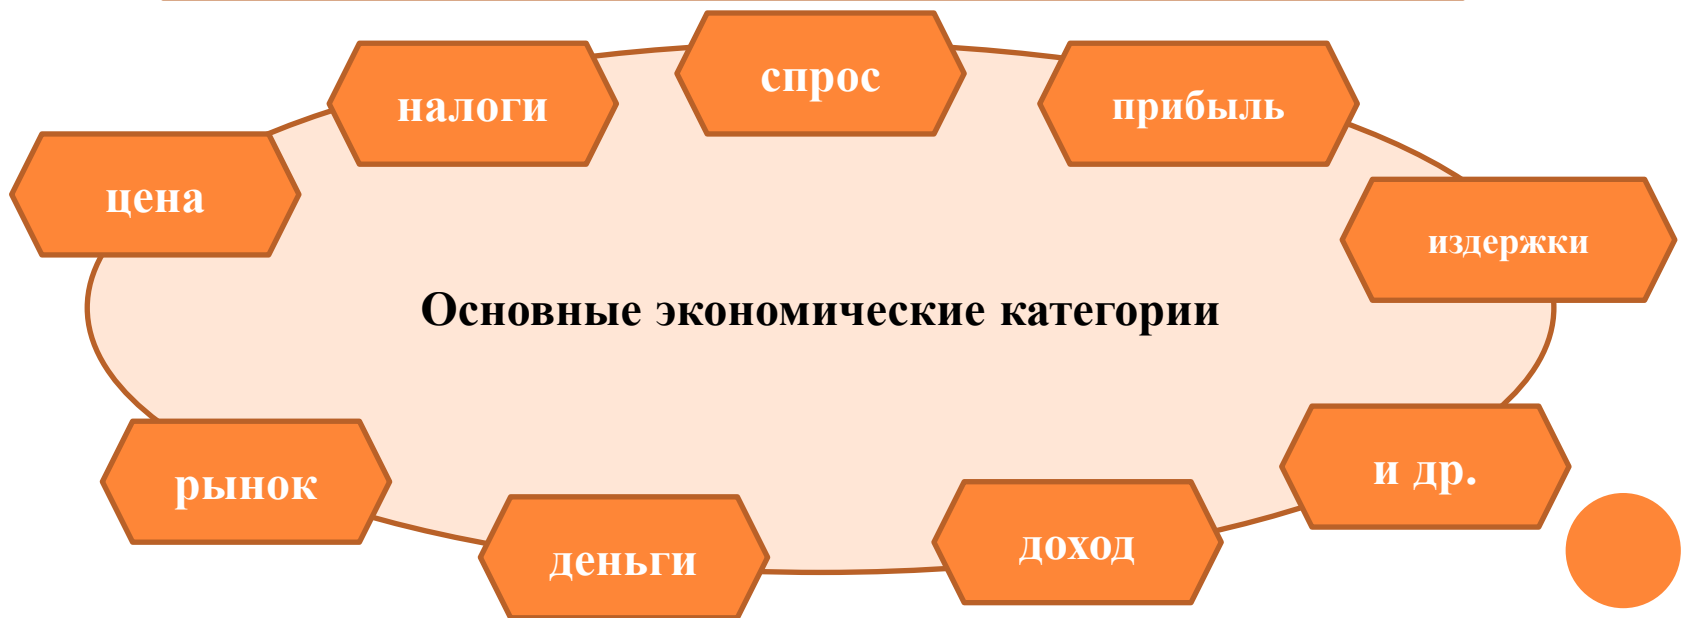 спрос
налоги
прибыль
цена
издержки
Основные экономические категории
рынок
и др.
деньги
доход